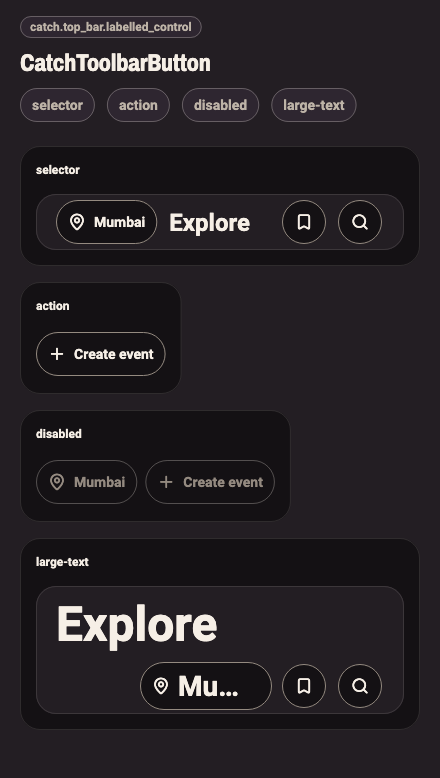 catch.top_bar.labelled_control
CatchToolbarButton
selector action disabled large-text
selector
Mumbai Explore
action
Create event
disabled
Mumbai Create event
large-text
Explore
Mu...